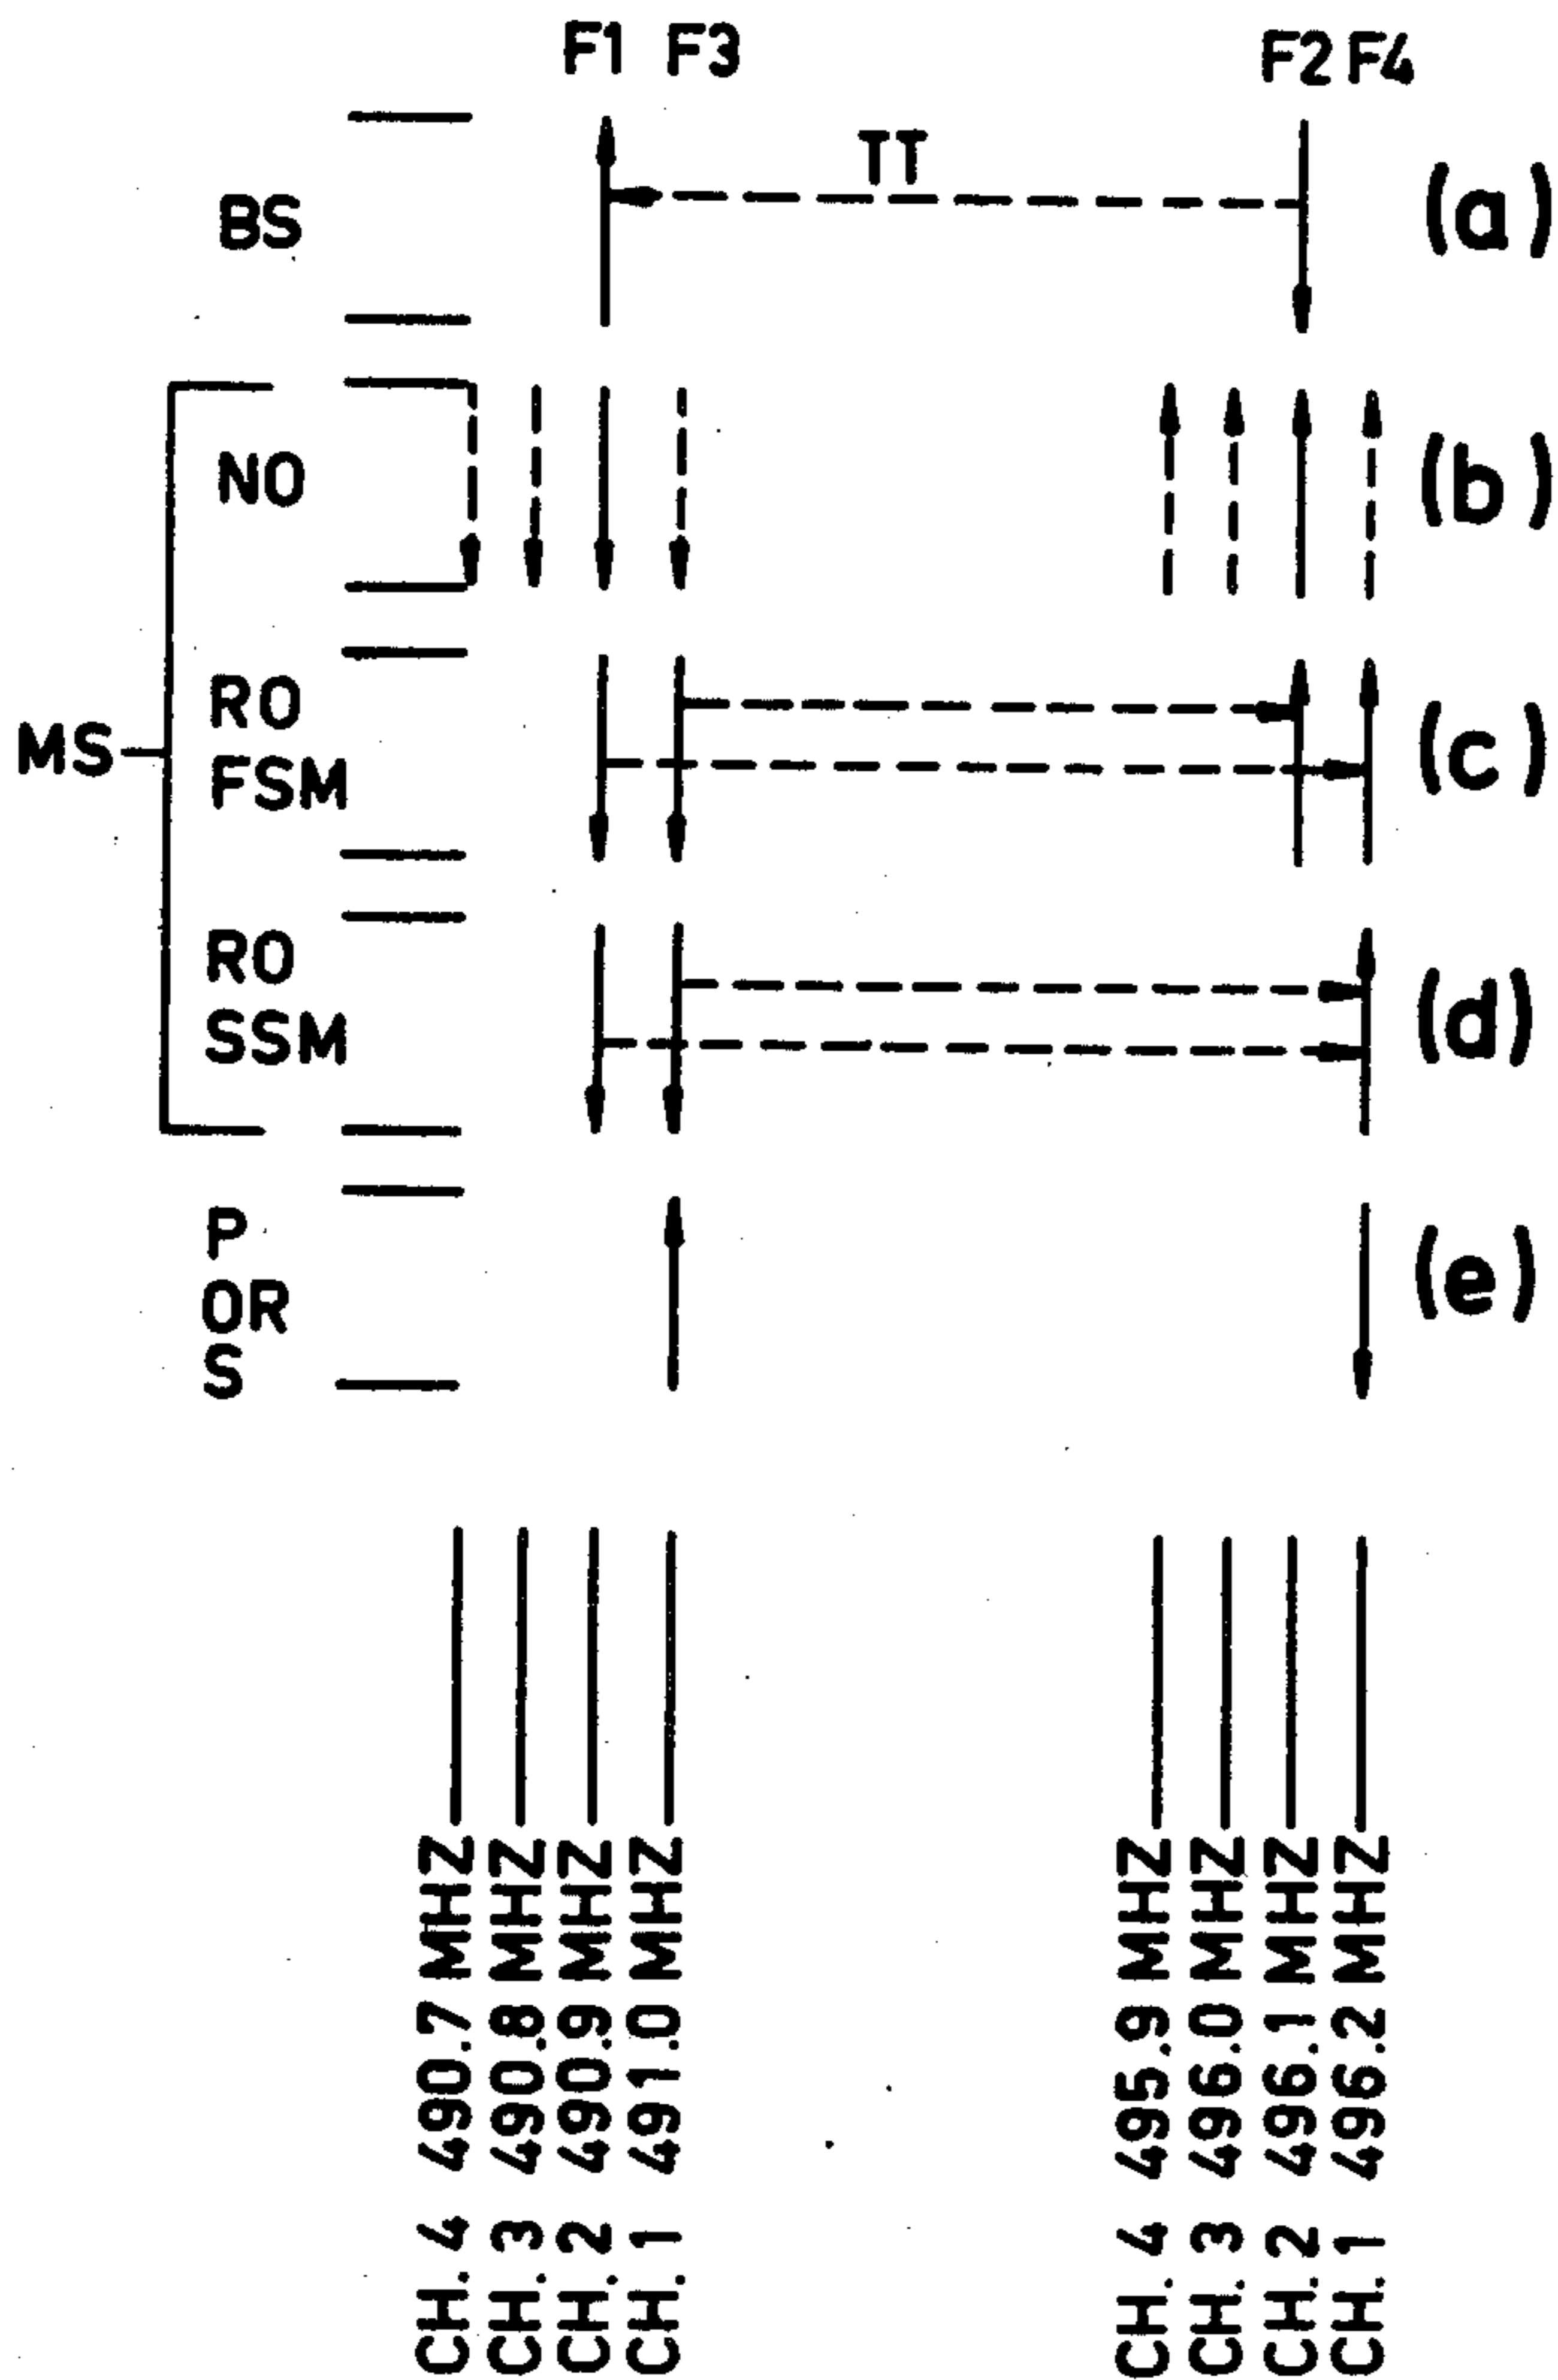 F1 F3 F2 F4
TT
BS
(a)
NO
(b)
MS
RO
FSM
(c)
RO
SSM
(d)
P
OR
S
(e)
CH. 4 490.7 MHZ
CH. 3 490.8 MHZ
CH. 2 490.9 MHZ
CH. 1 491.0 MHZ
CH. 4 495.9 MHZ
CH. 3 496.0 MHZ
CH. 2 496.1 MHZ
CH. 1 496.2 MHZ